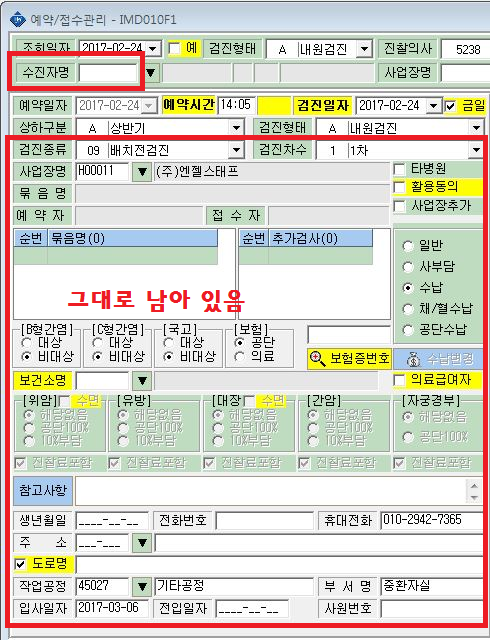 예약/접수관리 - IMD010F1
조회일자 2017-02-24 예 검진형태 A 내원검진 진찰의사 5238
수진자명 사업장명
예약일자 2017-02-24 예약시간 14:05 검진일자 2017-02-24 금일
상하구분 A 상반기 검진형태 A 내원검진
검진종류 09 배치전검진 검진차수 1 1차
사업장명 H00011 (주)엔젤스태프 타병원
묶 음 명 활용동의
예 약 자 접 수 자 사업장추가
순번 묶음명(0) 순번 추가검사(0)
일반
사부담
수납
채/혈수납
공단수납
그대로 남아 있음
[B형간염] [C형간염] [국고] [보험]
대상 대상 대상 공단
비대상 비대상 비대상 의료 보험증번호 수납변경
보건소명 의료급여자
[위암] 수면 [유방] [대장] 수면 [간암] [자궁경부]
해당없음 해당없음 해당없음 해당없음 해당없음
공단100% 공단100% 공단100% 공단100% 공단100%
10%부담 10%부담 10%부담 10%부담
진찰료포함 진찰료포함 진찰료포함 진찰료포함 진찰료포함
참고사항
생년월일 ____-__-__ 전화번호 휴대전화 010-2942-7365
주 소 ___-___
도로명
작업공정 45027 기타공정 부 서 명 중환자실
입사일자 2017-03-06 전입일자 ____-__-__ 사원번호